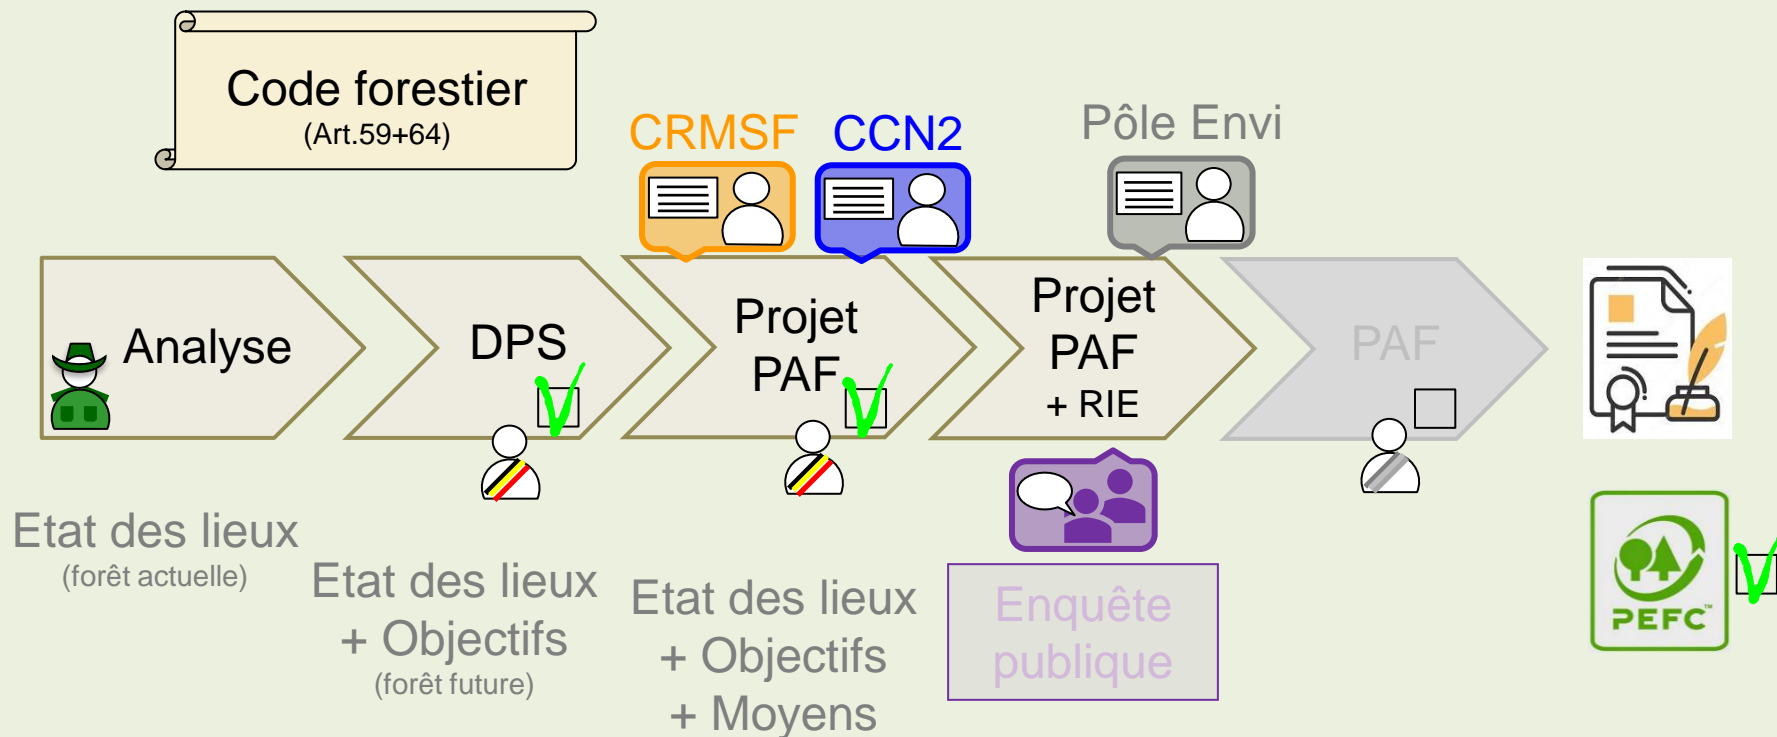 Code forestier
(Art.59+64)
CRMSF
CCN2
Pôle Envi
Analyse
DPS
Projet
PAF
Projet
PAF
+ RIE
PAF
Etat des lieux
(forêt actuelle)
Etat des lieux
+ Objectifs
(forêt future)
Etat des lieux
+ Objectifs
+ Moyens
Enquête
publique
PEFC™